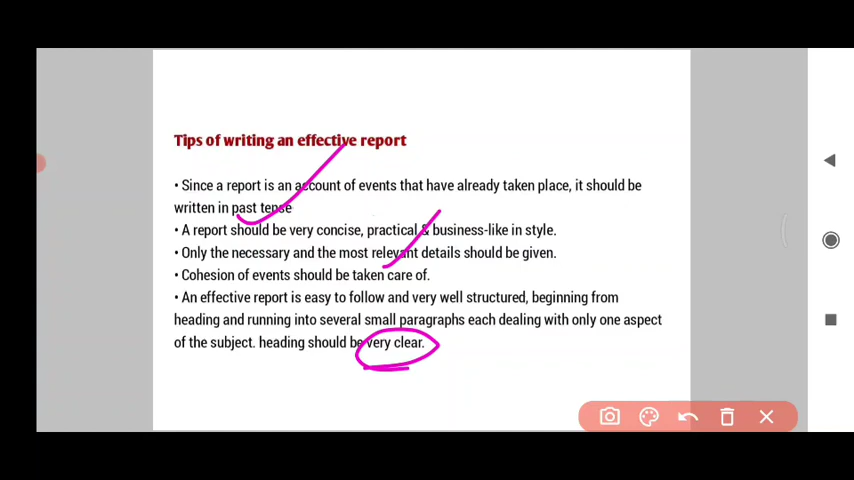 Tips of writing an effective report
• Since a report is an account of events that have already taken place, it should be
written in past tense
• A report should be very concise, practical & business-like in style.
• Only the necessary and the most relevant details should be given.
• Cohesion of events should be taken care of.
• An effective report is easy to follow and very well structured, beginning from
heading and running into several small paragraphs each dealing with only one aspect
of the subject. heading should be very clear.